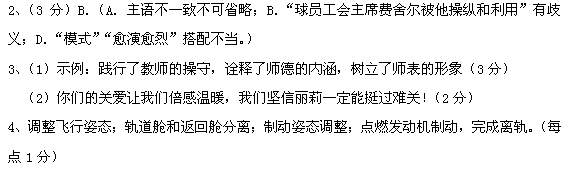 2、(3 分) B．(A. 主语不一致不可省略；B.“球员工会主席费舍尔被他操纵和利用”有歧
义；D.“模式”“愈演愈烈”搭配不当。)
3、(1) 示例：践行了教师的操守，诠释了师德的内涵，树立了师表的形象(3 分)
(2) 你们的关爱让我们倍感温暖，我们坚信丽莉一定能挺过难关！(2 分)
4、调整飞行姿态；轨道舱和返回舱分离；制动姿态调整；点燃发动机制动，完成离轨。(每
点 1 分)